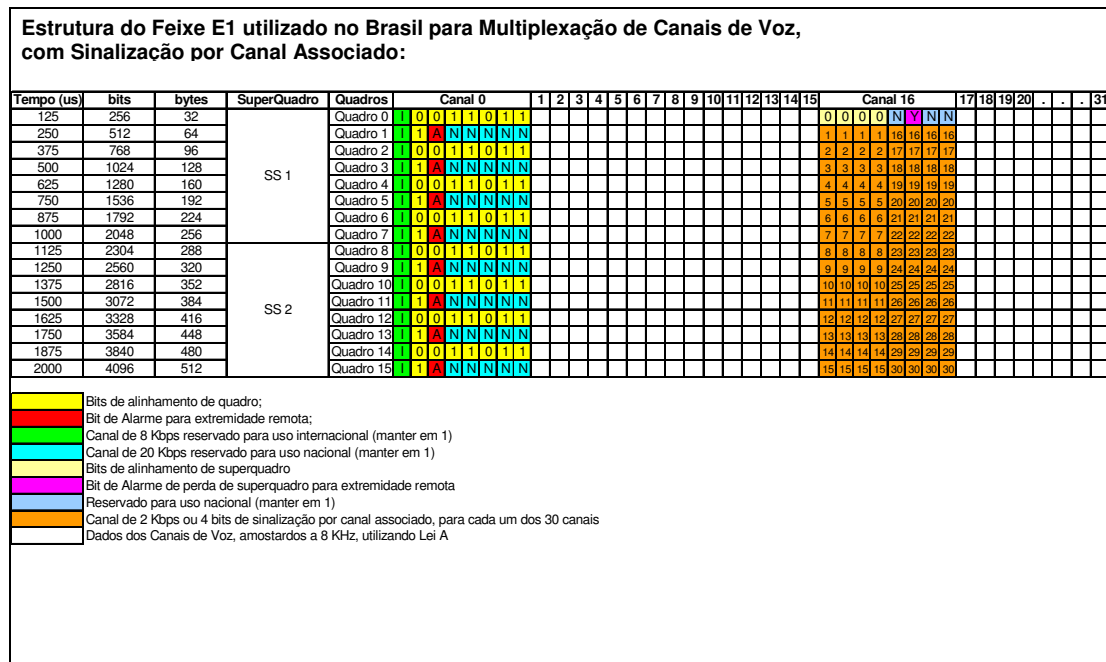 Estrutura do Feixe E1 utilizado no Brasil para Multiplexação de Canais de Voz,
com Sinalização por Canal Associado:
Tempo (us) bits bytes SuperQuadro Quadros Canal 0 1 2 3 4 5 6 7 8 9 10 11 12 13 14 15 Canal 16 17 18 19 20 . . . 31
125 256 32 Quadro 0 I 0 0 1 1 0 1 1 0 0 0 0 N Y N N
250 512 64 Quadro 1 I 1 A N N N N N 1 1 1 1 16 16 16 16
375 768 96 Quadro 2 I 0 0 1 1 0 1 1 2 2 2 2 17 17 17 17
500 1024 128 Quadro 3 I 1 A N N N N N 3 3 3 3 18 18 18 18
SS 1
625 1280 160 Quadro 4 I 0 0 1 1 0 1 1 4 4 4 4 19 19 19 19
750 1536 192 Quadro 5 I 1 A N N N N N 5 5 5 5 20 20 20 20
875 1792 224 Quadro 6 I 0 0 1 1 0 1 1 6 6 6 6 21 21 21 21
1000 2048 256 Quadro 7 I 1 A N N N N N 7 7 7 7 22 22 22 22
1125 2304 288 Quadro 8 I 0 0 1 1 0 1 1 8 8 8 8 23 23 23 23
1250 2560 320 Quadro 9 I 1 A N N N N N 9 9 9 9 24 24 24 24
1375 2816 352 Quadro 10 I 0 0 1 1 0 1 1 10 10 10 10 25 25 25 25
1500 3072 384 Quadro 11 I 1 A N N N N N 11 11 11 11 26 26 26 26
SS 2
1625 3328 416 Quadro 12 I 0 0 1 1 0 1 1 12 12 12 12 27 27 27 27
1750 3584 448 Quadro 13 I 1 A N N N N N 13 13 13 13 28 28 28 28
1875 3840 480 Quadro 14 I 0 0 1 1 0 1 1 14 14 14 14 29 29 29 29
2000 4096 512 Quadro 15 I 1 A N N N N N 15 15 15 15 30 30 30 30
Bits de alinhamento de quadro;
Bit de Alarme para extremidade remota;
Canal de 8 Kbps reservado para uso internacional (manter em 1)
Canal de 20 Kbps reservado para uso nacional (manter em 1)
Bits de alinhamento de superquadro
Bit de Alarme de perda de superquadro para extremidade remota
Reservado para uso nacional (manter em 1)
Canal de 2 Kbps ou 4 bits de sinalização por canal associado, para cada um dos 30 canais
Dados dos Canais de Voz, amostardos a 8 KHz, utilizando Lei A